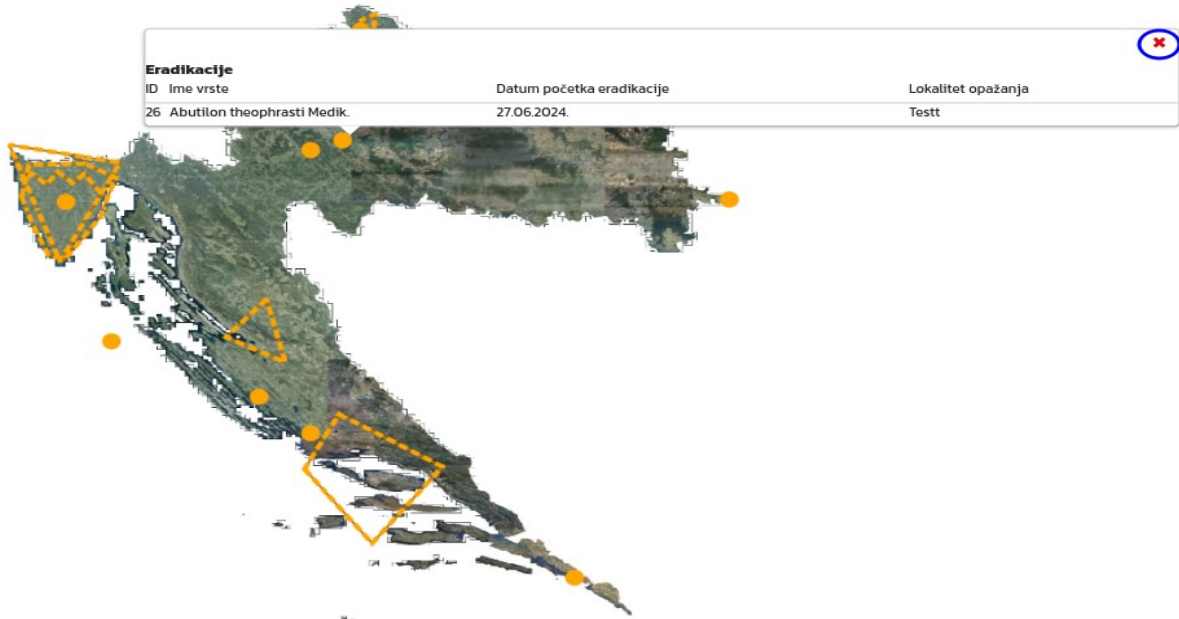 Eradikacije
ID Ime vrste Datum početka eradikacije Lokalitet opažanja
26 Abutilon theophrasti Medik. 27.06.2024. Testt